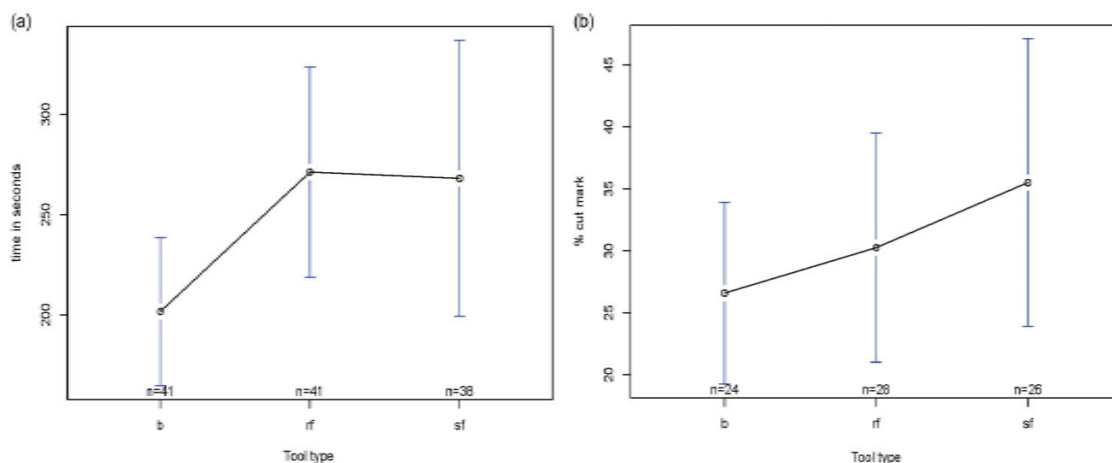 (a)
time in seconds
300
250
200
n=41
n=41
n=38
b
rf
sf
Tool type
(b)
% cut mark
45
40
35
30
25
20
n=24
n=28
n=26
b
rf
sf
Tool type